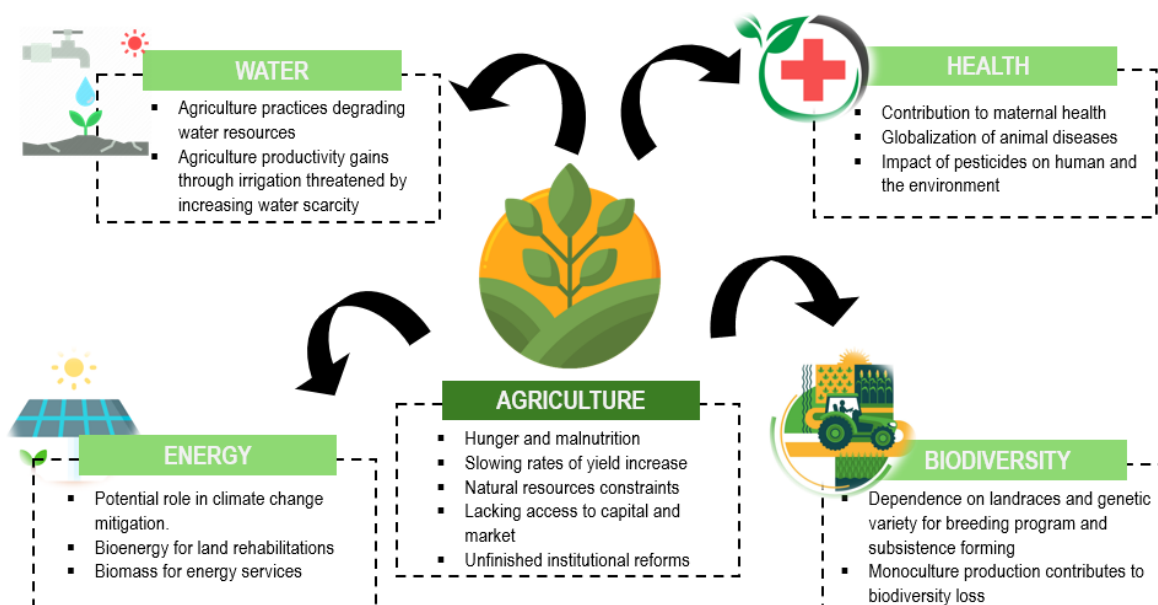 WATER
▪ Agriculture practices degrading
water resources
▪ Agriculture productivity gains
through irrigation threatened by
increasing water scarcity
HEALTH
▪ Contribution to maternal health
▪ Globalization of animal diseases
▪ Impact of pesticides on human and
the environment
ENERGY
▪ Potential role in climate change
mitigation.
▪ Bioenergy for land rehabilitations
▪ Biomass for energy services
AGRICULTURE
▪ Hunger and malnutrition
▪ Slowing rates of yield increase
▪ Natural resources constraints
▪ Lacking access to capital and
market
▪ Unfinished institutional reforms
BIODIVERSITY
▪ Dependence on landraces and genetic
variety for breeding program and
subsistence forming
▪ Monoculture production contributes to
biodiversity loss